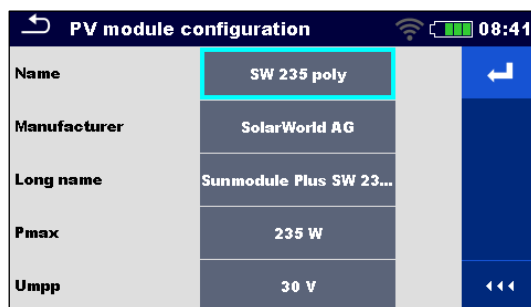 PV module configuration 08:41
Name SW 235 poly
Manufacturer SolarWorld AG
Long name Sunmodule Plus SW 23...
Pmax 235 W
Umpp 30 V